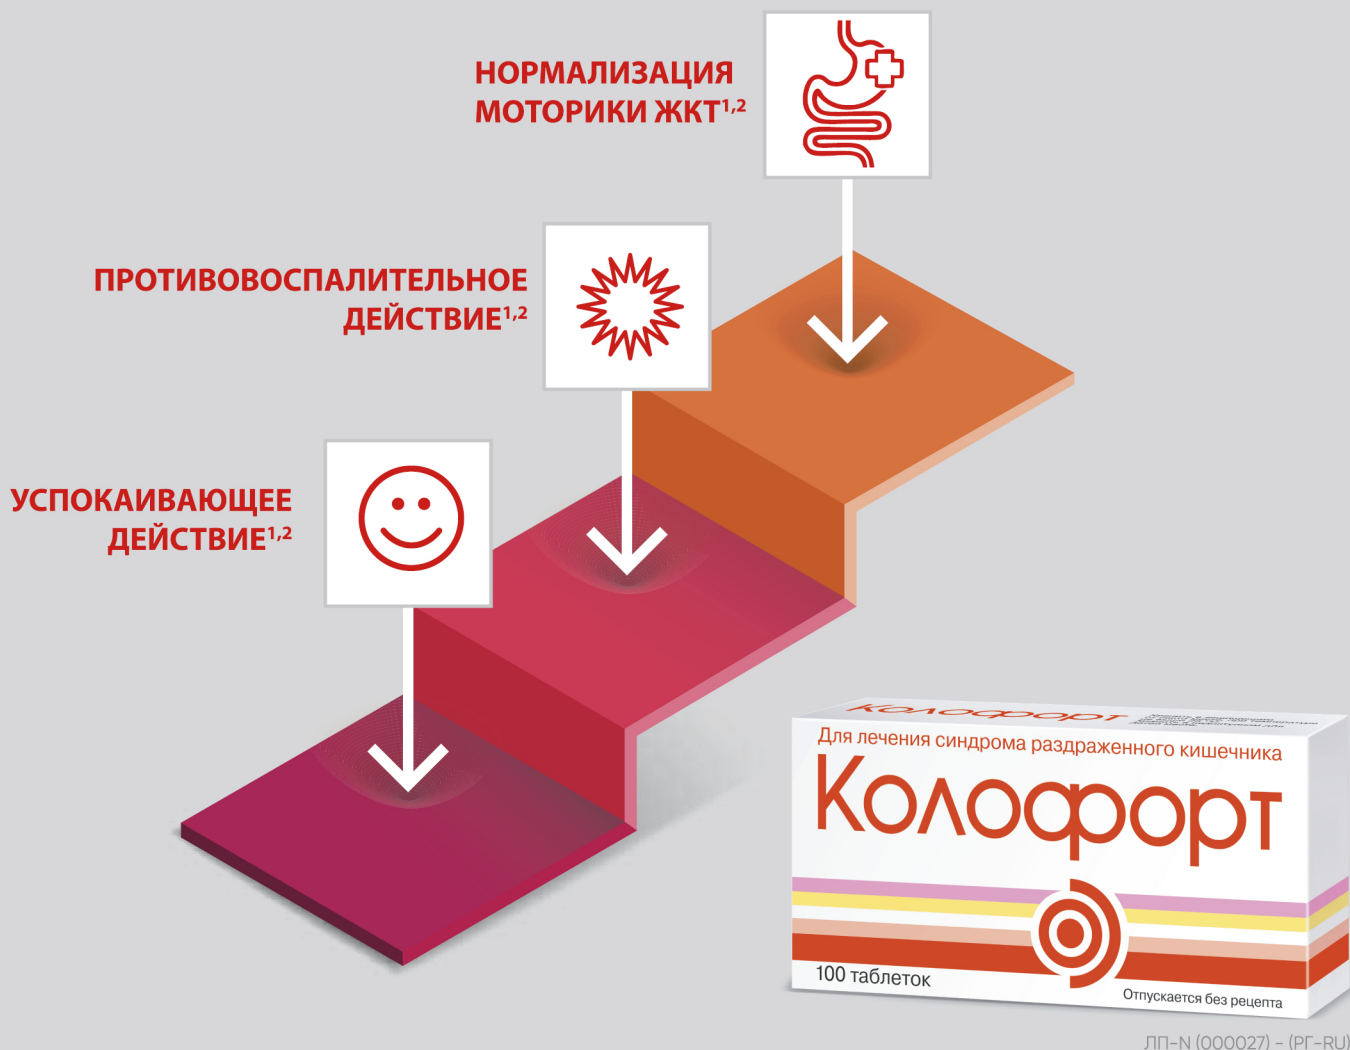 НОРМАЛИЗАЦИЯ
МОТОРИКИ ЖКТ1,2
ПРОТИВОВОСПАЛИТЕЛЬНОЕ
ДЕЙСТВИЕ1,2
УСПОКАИВАЮЩЕЕ
ДЕЙСТВИЕ1,2
Колофорт
Для лечения синдрома раздраженного кишечника
Колофорт
100 таблеток
Отпускается без рецепта
ЛП-N (000027) - (РГ-RU)